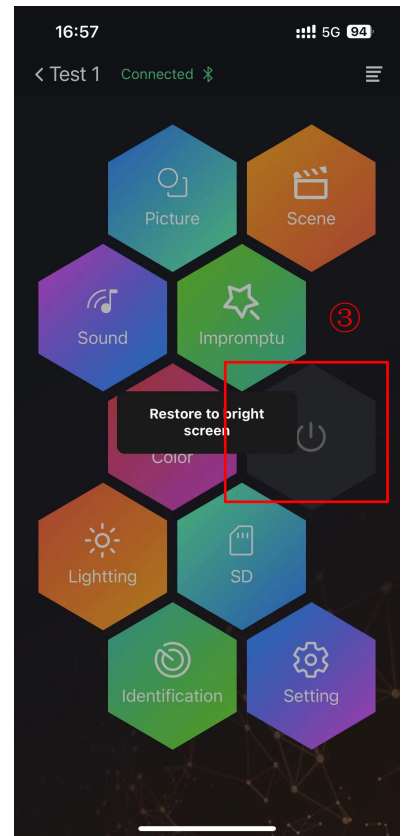 16:57 5G 94
< Test 1 Connected
Picture
Scene
Sound
Impromptu
③
Restore to bright
screen
Color
Lightting
SD
Identification
Setting